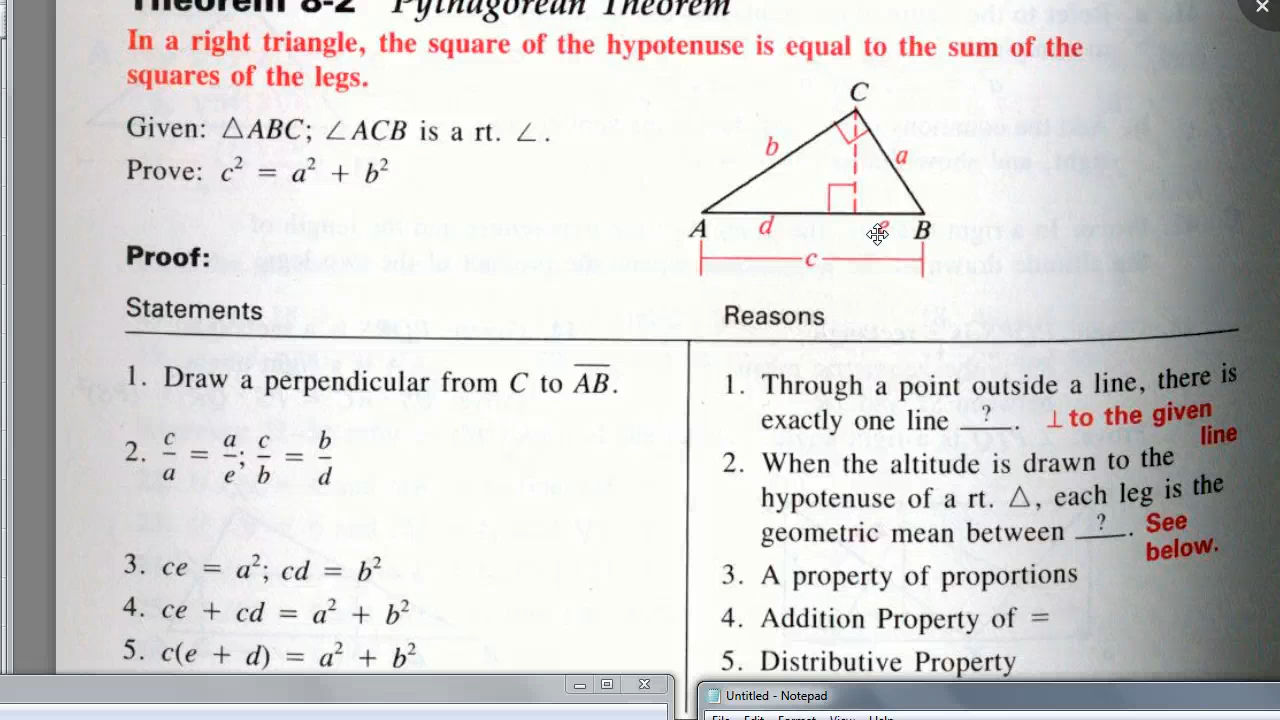 Theorem 8-2 Pythagorean Theorem
In a right triangle, the square of the hypotenuse is equal to the sum of the
squares of the legs.
Given: △ABC; ∠ACB is a rt. ∠.
Prove: c² = a² + b²
C
b
a
A
d
e
B
c
Proof:
Statements
1. Draw a perpendicular from C to A̅B̅.
2. c/a = a/e; c/b = b/d
3. ce = a²; cd = b²
4. ce + cd = a² + b²
5. c(e + d) = a² + b²
Reasons
1. Through a point outside a line, there is
exactly one line ? . ⊥ to the given
line
2. When the altitude is drawn to the
hypotenuse of a rt. △, each leg is the
geometric mean between ? . See
below.
3. A property of proportions
4. Addition Property of =
5. Distributive Property
Untitled - Notepad
File Edit Format View Help